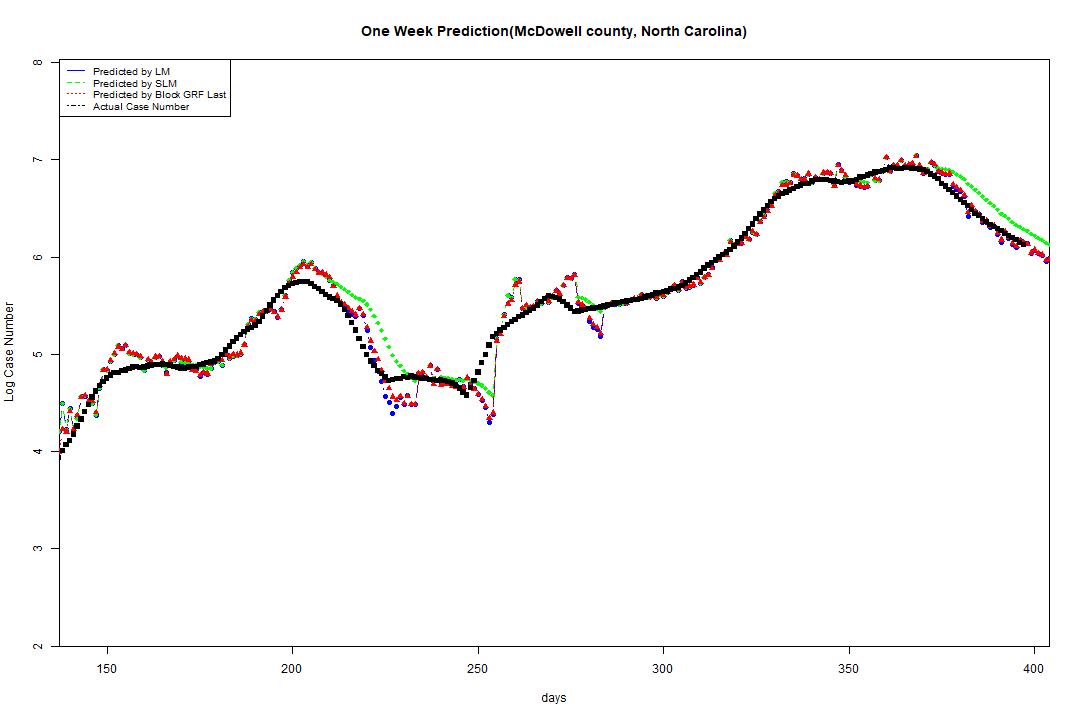 One Week Prediction(McDowell county, North Carolina)
Predicted by LM
Predicted by SLM
Predicted by Block GRF Last
Actual Case Number
8
7
6
5
4
3
2
Log Case Number
150 200 250 300 350 400
days